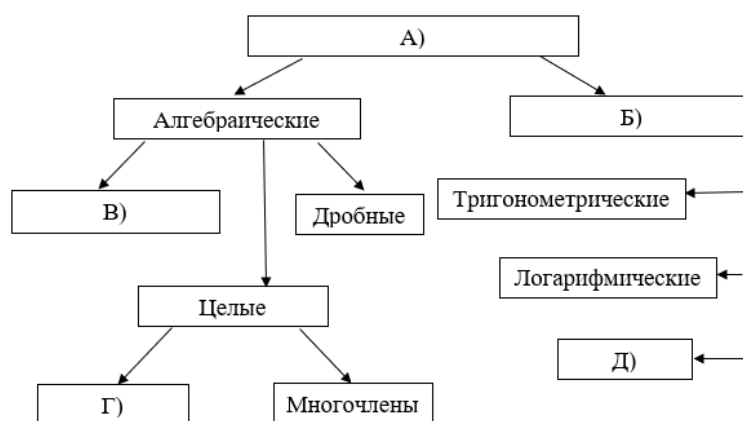 А)
Алгебраические
Б)
В)
Дробные
Тригонометрические
Логарифмические
Целые
Д)
Г)
Многочлены